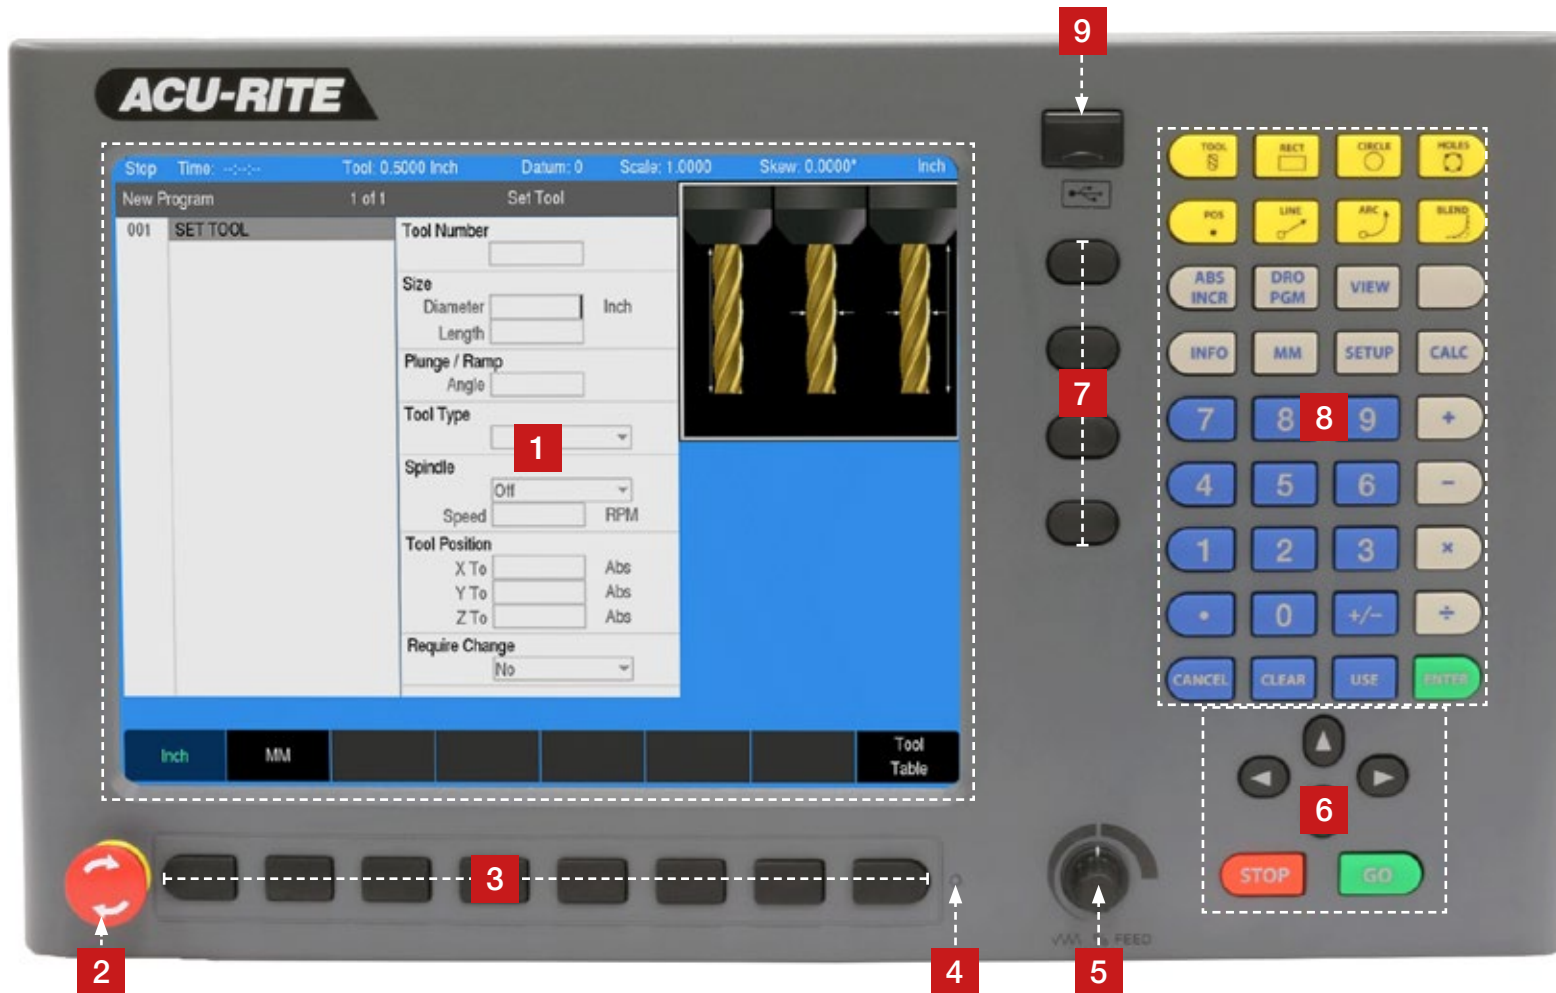 9
ACU-RITE
Stop Time: --:--:-- Tool: 0.5000 Inch Datum: 0 Scale: 1.0000 Skew: 0.0000° Inch
New Program 1 of 1 Set Tool
001 SET TOOL
Tool Number
Size
Diameter Inch
Length
Plunge / Ramp
Angle
Tool Type
1
Spindle
Off
Speed RPM
Tool Position
X To Abs
Y To Abs
Z To Abs
Require Change
No
Inch MM Tool Table
TOOL RECT CIRCLE HOLES
POS LINE ARC BLEND
ABS INCR DRO PGM VIEW
INFO MM SETUP CALC
7
7 8 8 9 +
4 5 6 -
1 2 3 ×
. 0 +/- ÷
CANCEL CLEAR USE ENTER
6
STOP GO
3
FEED
2
4
5